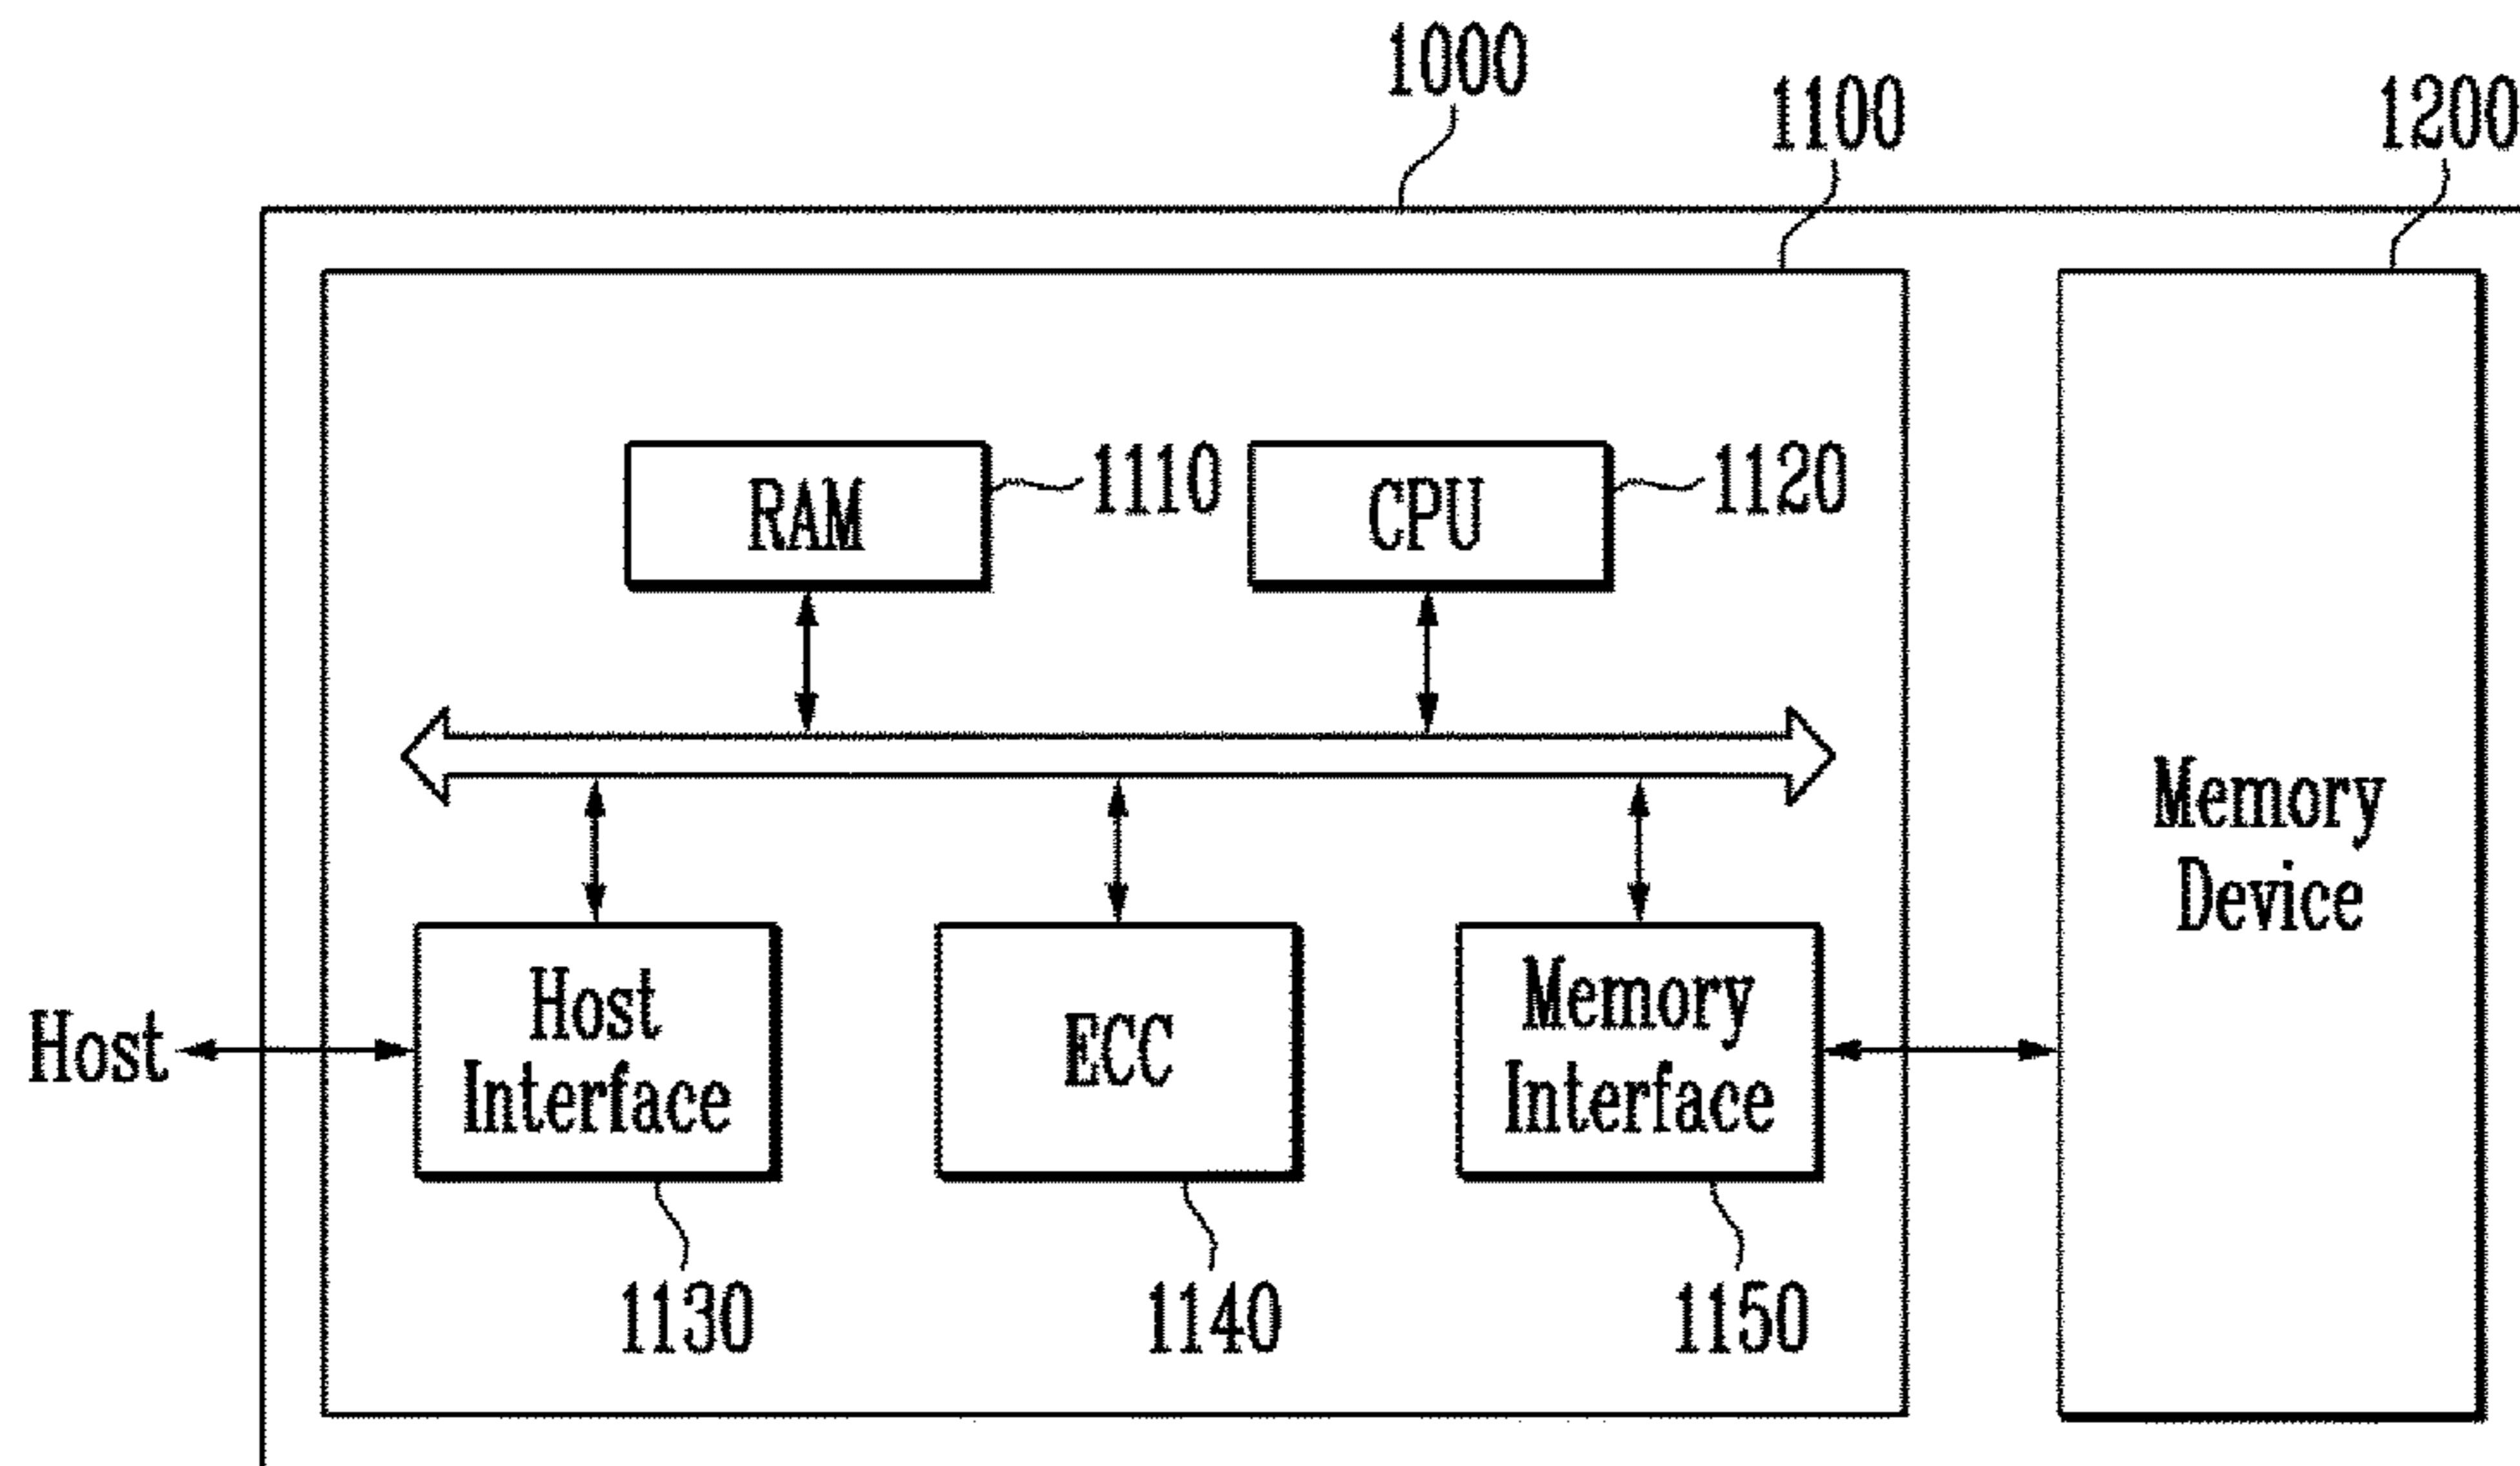 1000
1100
1200
RAM
1110
CPU
1120
Memory
Device
Host
Host
Interface
ECC
Memory
Interface
1130
1140
1150